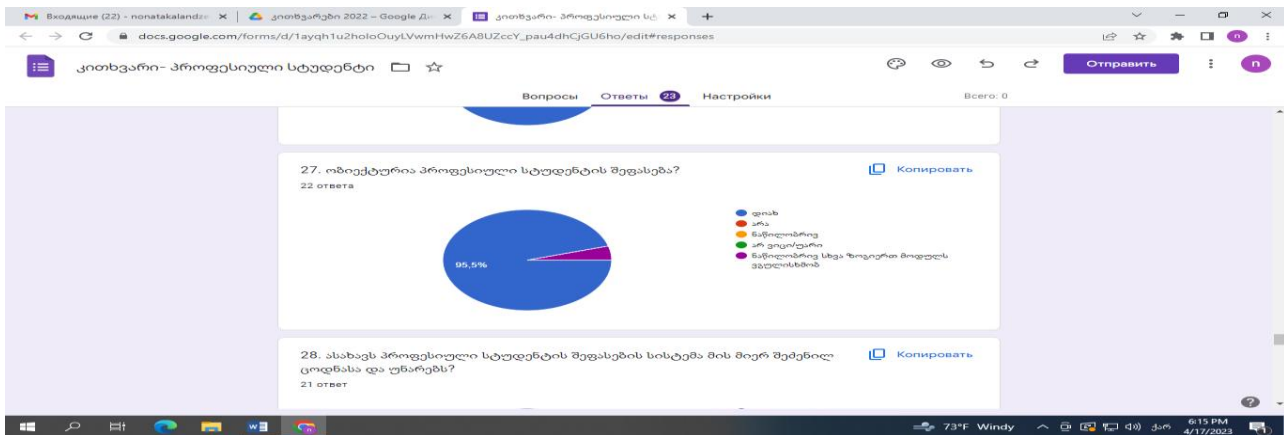 Входящие (22) - nonatakalandze
კითხვარები 2022 – Google Ди
კითხვარი- პროფესიული სტ
docs.google.com/forms/d/1ayqh1u2holoOuyLVwmHwZ6A8UZccY_pau4dhCjGU6ho/edit#responses
n
კითხვარი- პროფესიული სტუდენტი
Отправить
n
Вопросы Ответы 23 Настройки
Всего: 0
27. ობიექტურია პროფესიული სტუდენტის შეფასება?
Копировать
22 ответа
95,5%
დიახ
არა
ნაწილობრივ
არ ვიცი/უარი
ნაწილობრივ სხვა ზოგიერთ მოდულს
ვგულისხმობ
28. ასახავს პროფესიული სტუდენტის შეფასების სისტემა მის მიერ შეძენილ
ცოდნასა და უნარებს?
Копировать
21 ответ
73°F Windy
ქარ
6:15 PM
4/17/2023